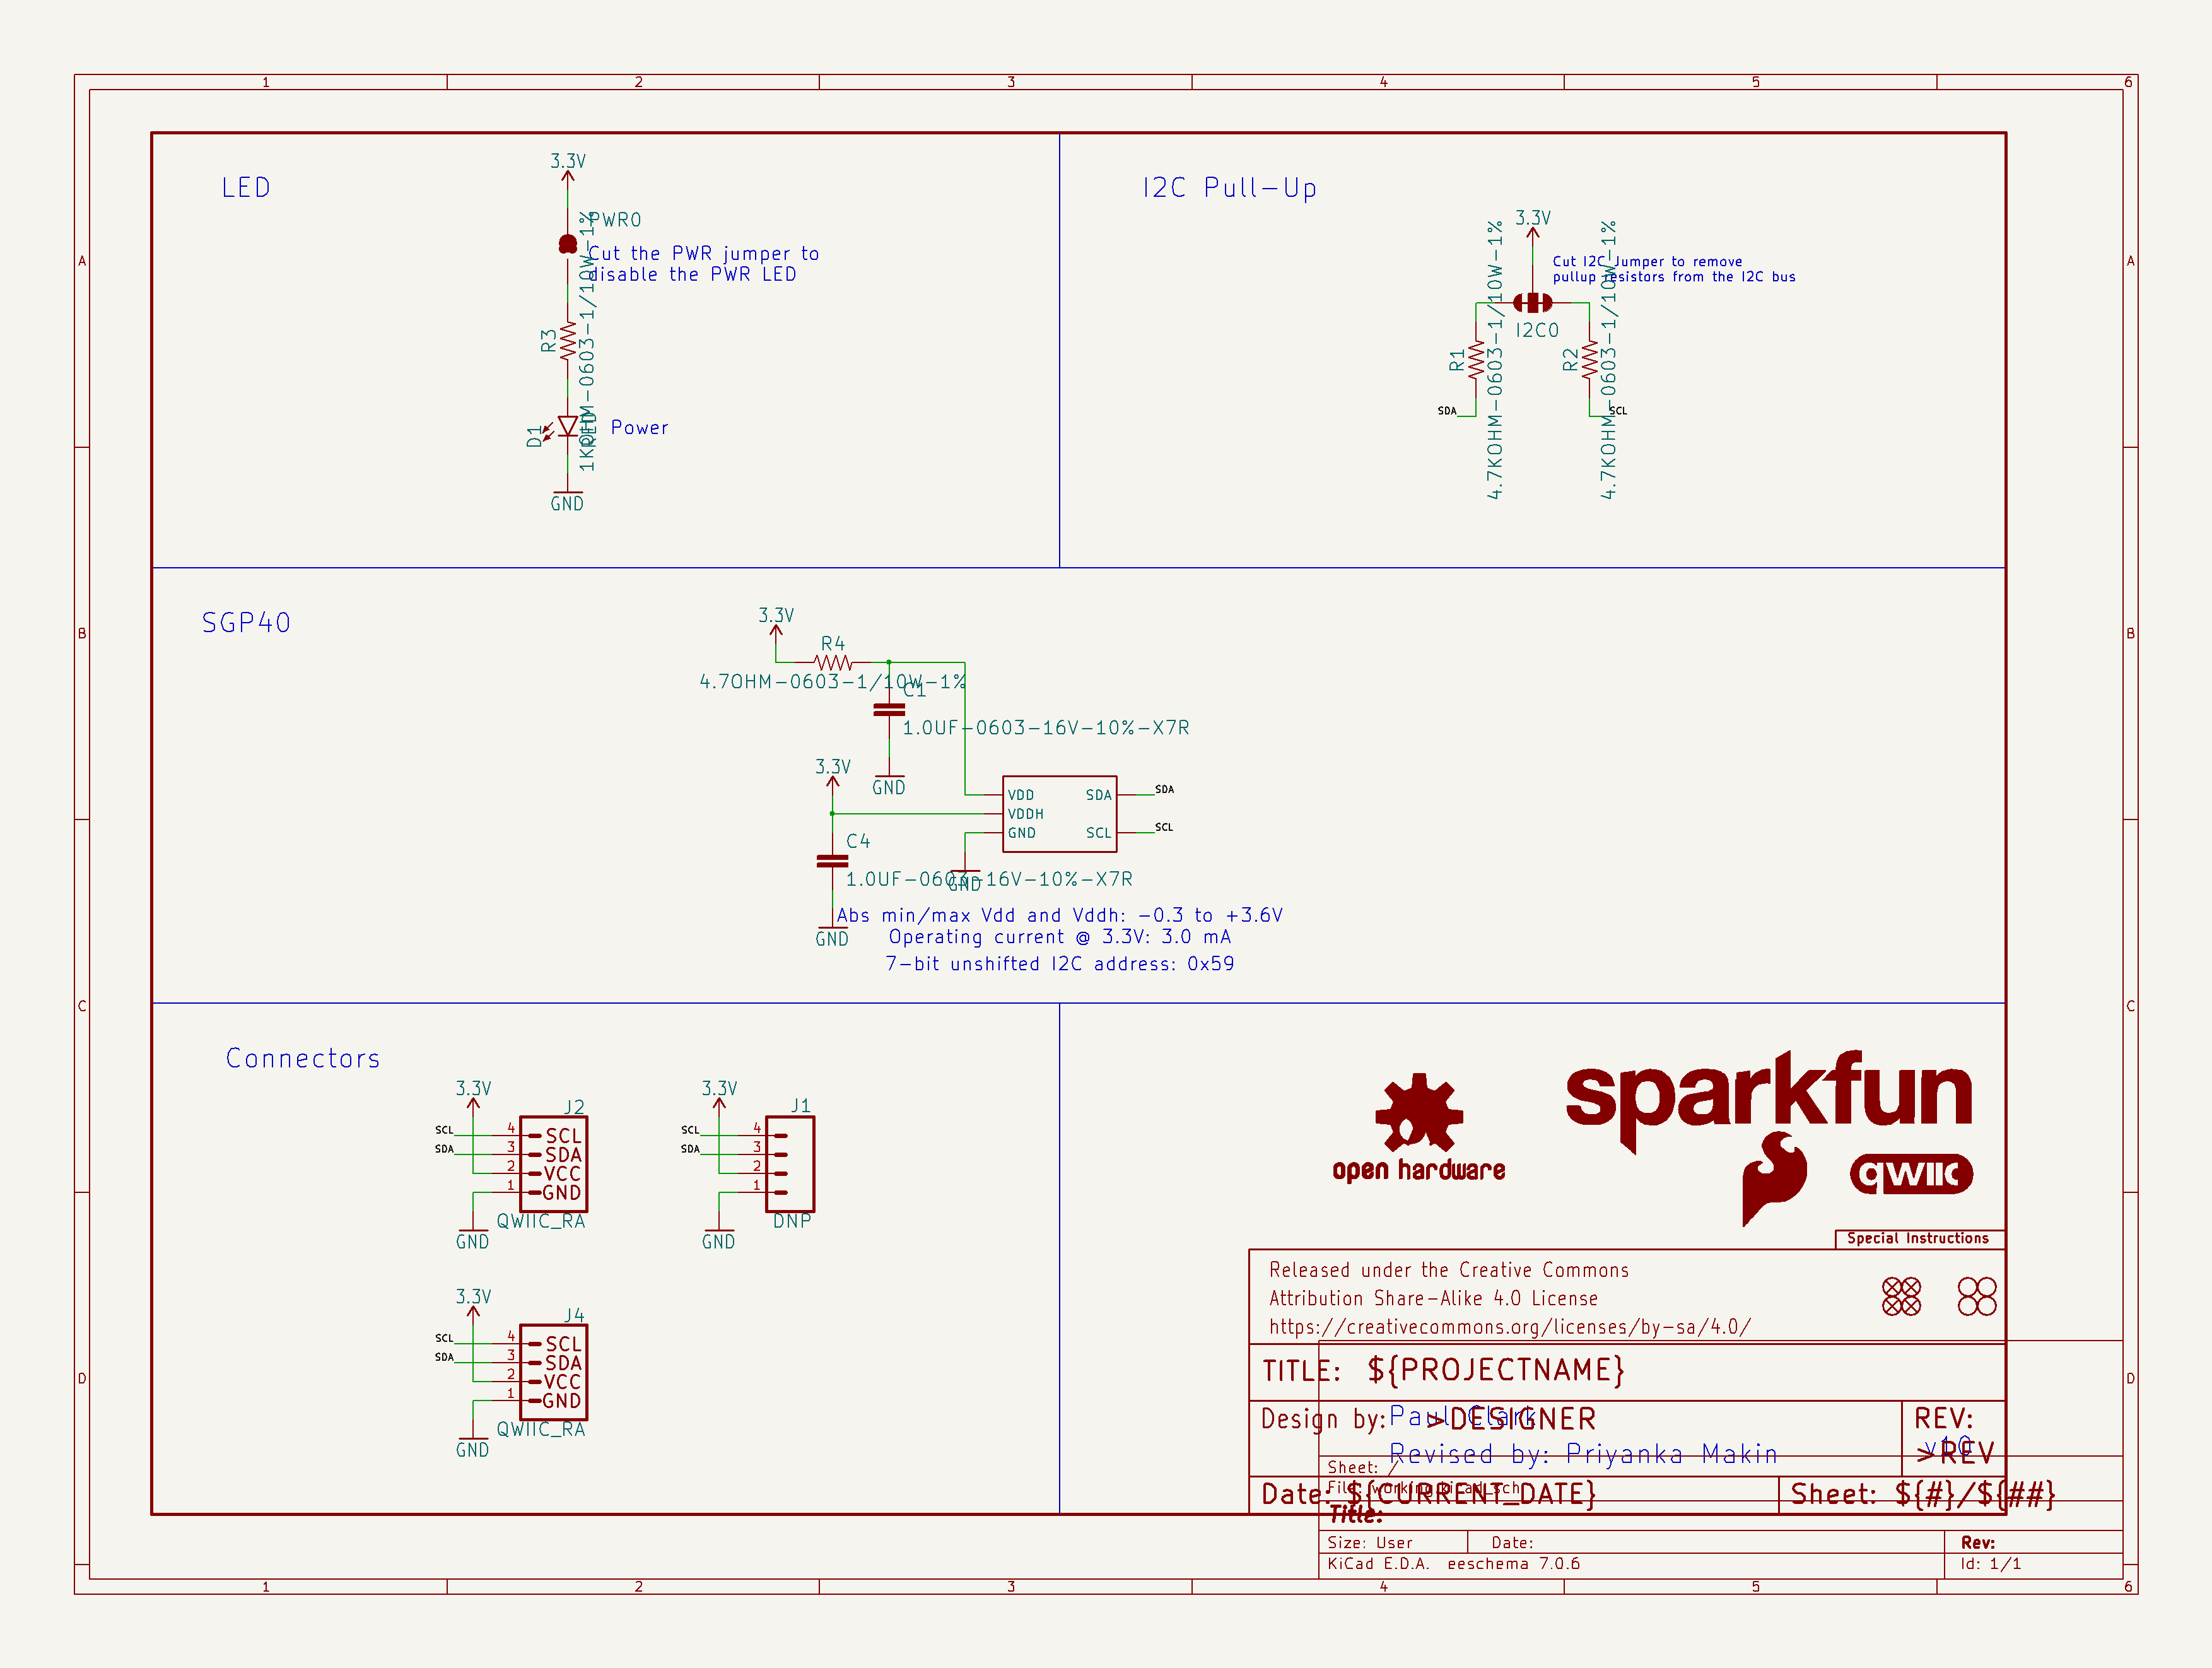 1 2 3 4 5 6
A
A
B
B
C
C
D
D
LED
3.3V
PWR0
Cut the PWR jumper to
disable the PWR LED
R3
1KOHM-0603-1/10W-1%
D1
RED
Power
GND
I2C Pull-Up
3.3V
Cut I2C Jumper to remove
pullup resistors from the I2C bus
I2C0
R1
4.7KOHM-0603-1/10W-1%
R2
4.7KOHM-0603-1/10W-1%
SDA
SCL
SGP40
3.3V
R4
4.7OHM-0603-1/10W-1%
C1
1.0UF-0603-16V-10%-X7R
GND
3.3V
VDD
VDDH
GND
SDA
SCL
SDA
SCL
C4
1.0UF-0603-16V-10%-X7R
GND
GND
Abs min/max Vdd and Vddh: -0.3 to +3.6V
Operating current @ 3.3V: 3.0 mA
7-bit unshifted I2C address: 0x59
Connectors
3.3V
J2
SCL 4 SCL
SDA 3 SDA
2 VCC
1 GND
QWIIC_RA
GND
3.3V
J1
SCL 4
SDA 3
2
1
DNP
GND
3.3V
J4
SCL 4 SCL
SDA 3 SDA
2 VCC
1 GND
QWIIC_RA
GND
open hardware
sparkfun
qwiic
Special Instructions
Released under the Creative Commons
Attribution Share-Alike 4.0 License
https://creativecommons.org/licenses/by-sa/4.0/
TITLE: ${PROJECTNAME}
Design by: Paul Clark
>DESIGNER
Revised by: Priyanka Makin
REV:
v10
>REV
Sheet: /
File: working.kicad_sch
Date: ${CURRENT_DATE}
Sheet: ${#}/${##}
Title:
Size: User
Date:
Rev:
KiCad E.D.A. eeschema 7.0.6
Id: 1/1
1 2 3 4 5 6